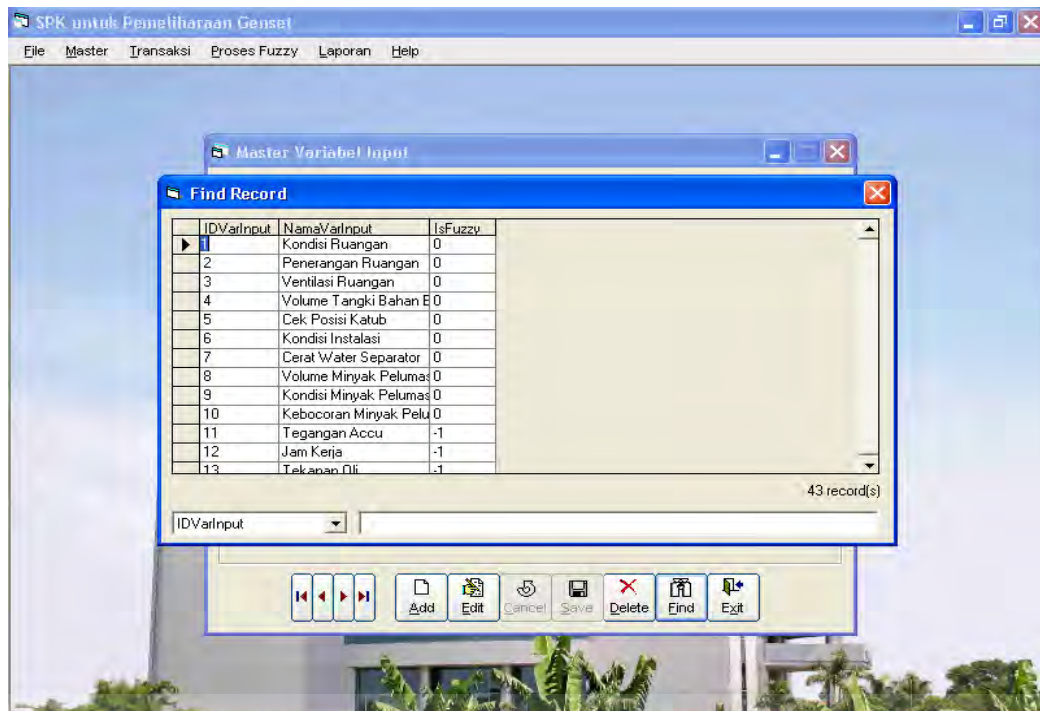 SPK untuk Pemeliharaan Genset
File Master Transaksi Proses Fuzzy Laporan Help
Master Variabel Input
Find Record
IDVarInput NamaVarInput IsFuzzy
1 Kondisi Ruangan 0
2 Penerangan Ruangan 0
3 Ventilasi Ruangan 0
4 Volume Tangki Bahan B 0
5 Cek Posisi Katub 0
6 Kondisi Instalasi 0
7 Cerat Water Separator 0
8 Volume Minyak Pelumas 0
9 Kondisi Minyak Pelumas 0
10 Kebocoran Minyak Pelu 0
11 Tegangan Accu -1
12 Jam Kerja -1
13 Tekanan Oli -1
43 record(s)
IDVarInput
Add Edit Cancel Save Delete Find Exit